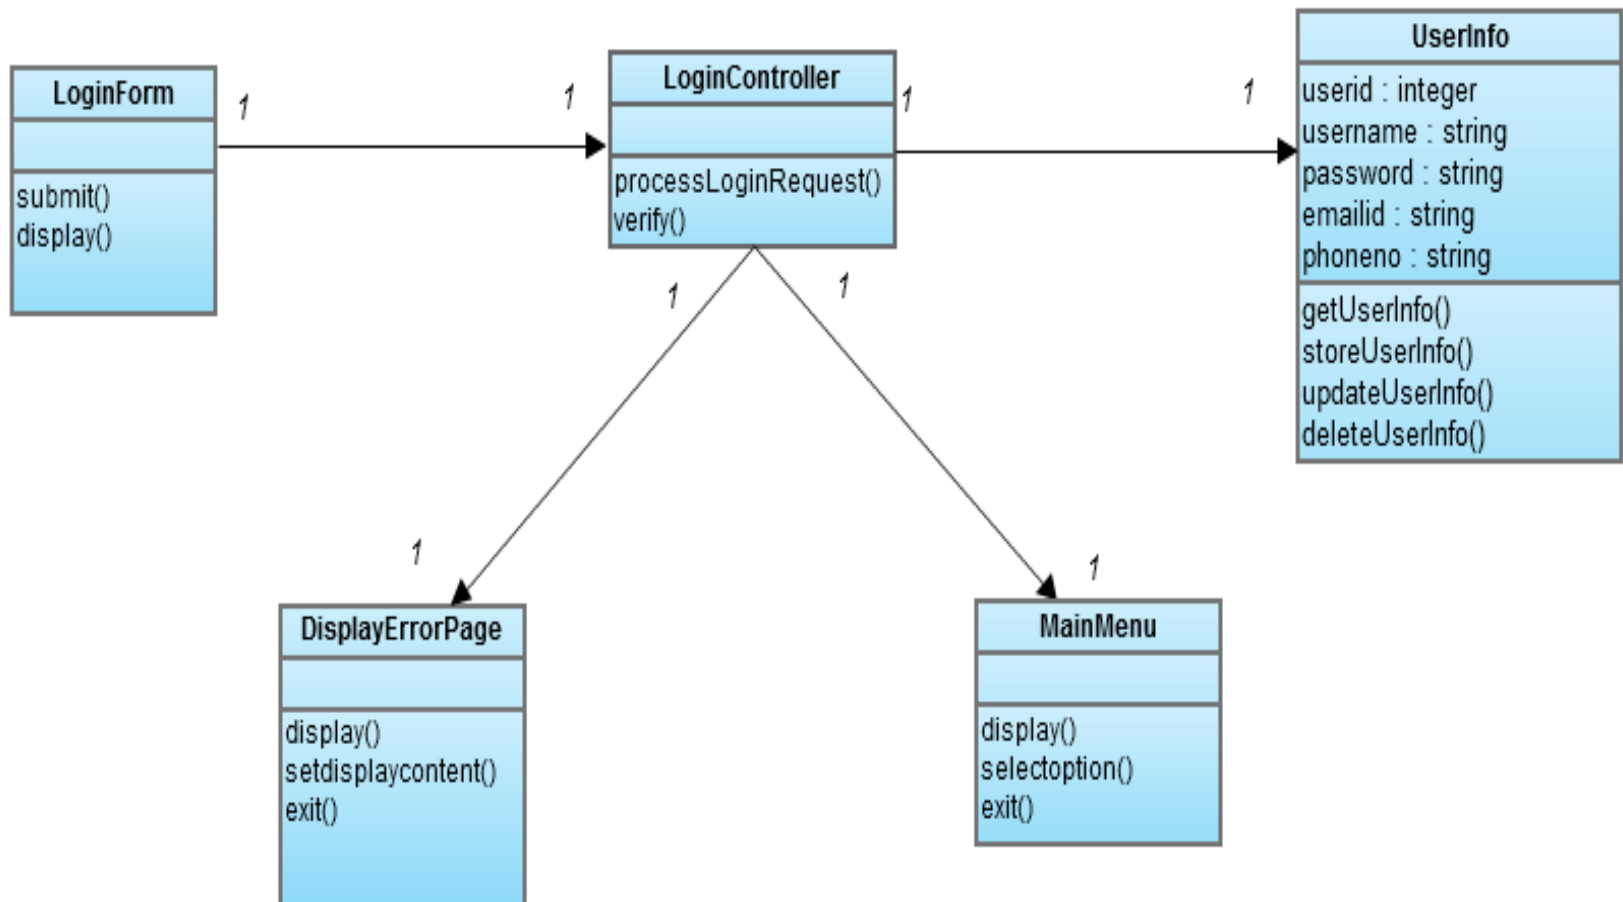 LoginForm
submit()
display()
1
1
LoginController
processLoginRequest()
verify()
1
1
UserInfo
userid : integer
username : string
password : string
emailid : string
phoneno : string
getUserInfo()
storeUserInfo()
updateUserInfo()
deleteUserInfo()
1
1
1
1
DisplayErrorPage
display()
setdisplaycontent()
exit()
MainMenu
display()
selectoption()
exit()